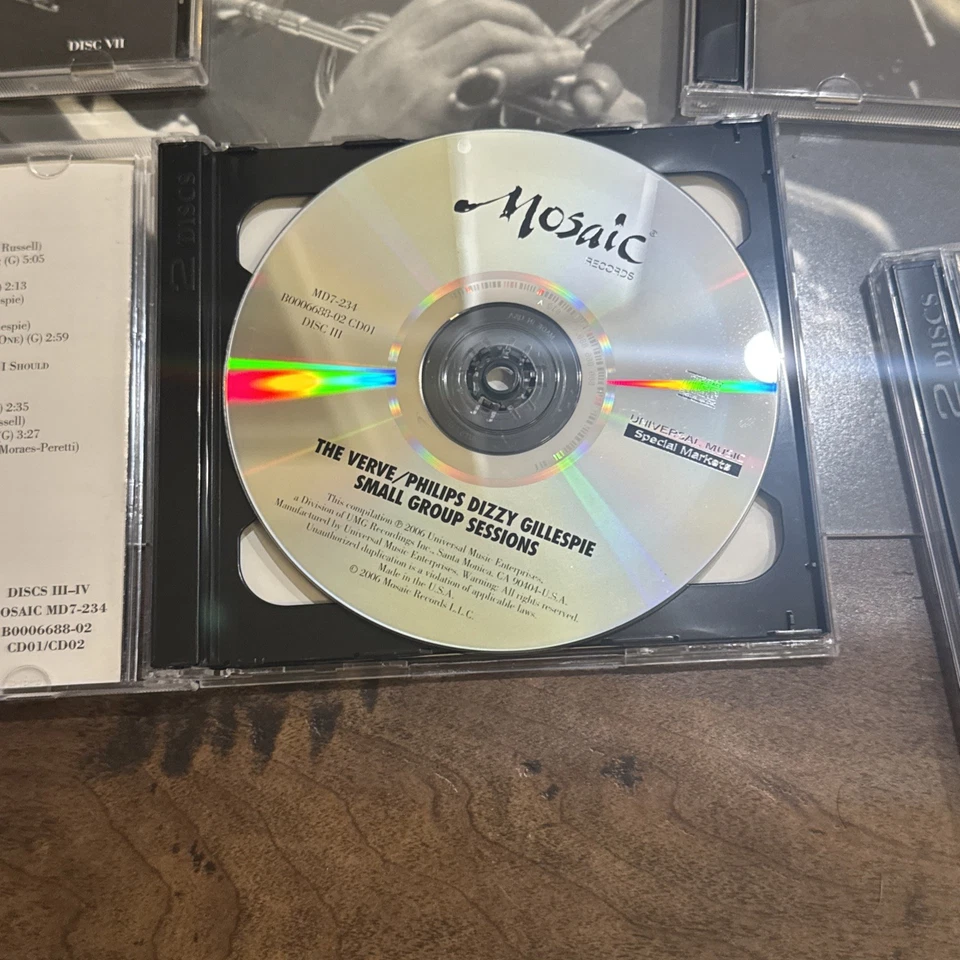 DISC VII
2 DISCS
Russell)
(G) 5:05
) 2:13
spie)
lespie)
ONE) (G) 2:59
I SHOULD
) 2:35
ssell)
(G) 3:27
Moraes-Peretti)
DISCS III–IV
OSAIC MD7-234
B0006688-02
CD01/CD02
Mosaic
RECORDS
MD7-234
B0006688-02 CD01
DISC III
UNIVERSAL MUSIC
Special Markets
THE VERVE/PHILIPS DIZZY GILLESPIE
SMALL GROUP SESSIONS
This compilation ℗ 2006 Universal Music Enterprises,
a Division of UMG Recordings Inc., Santa Monica, CA 90404-U.S.A.
Manufactured by Universal Music Enterprises. Warning: All rights reserved.
Unauthorized duplication is a violation of applicable laws.
Made in the U.S.A.
© 2006 Mosaic Records L.L.C.
2 DISCS